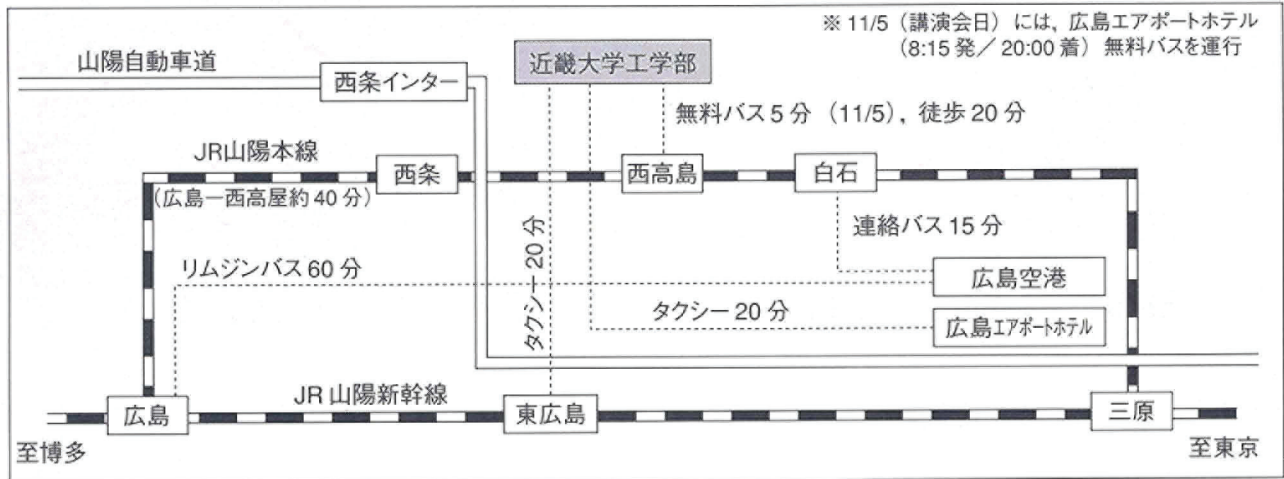 ※ 11/5（講演会日）には，広島エアポートホテル
（8:15 発／ 20:00 着）無料バスを運行
山陽自動車道
西条インター
近畿大学工学部
無料バス 5 分（11/5），徒歩 20 分
JR山陽本線
西条
西高島
白石
(広島－西高屋約 40 分)
連絡バス 15 分
リムジンバス 60 分
タクシー 20 分
広島空港
タクシー 20 分
広島エアポートホテル
JR 山陽新幹線
広島
東広島
三原
至博多
至東京